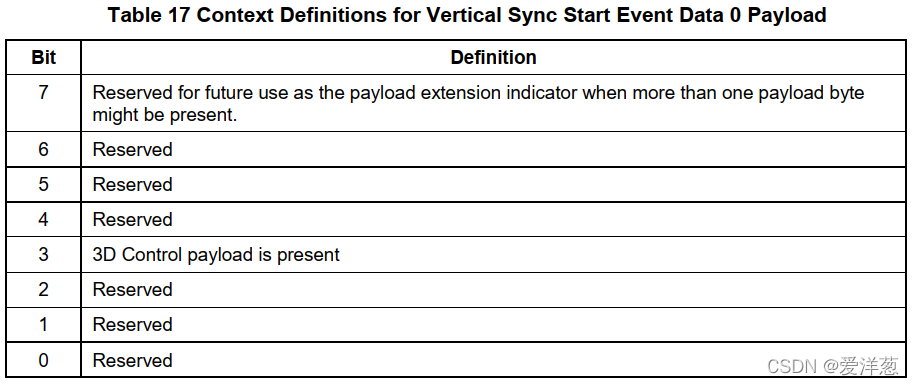 Table 17 Context Definitions for Vertical Sync Start Event Data 0 Payload
Bit Definition
7 Reserved for future use as the payload extension indicator when more than one payload byte
might be present.
6 Reserved
5 Reserved
4 Reserved
3 3D Control payload is present
2 Reserved
1 Reserved
0 Reserved
CSDN @爱洋葱